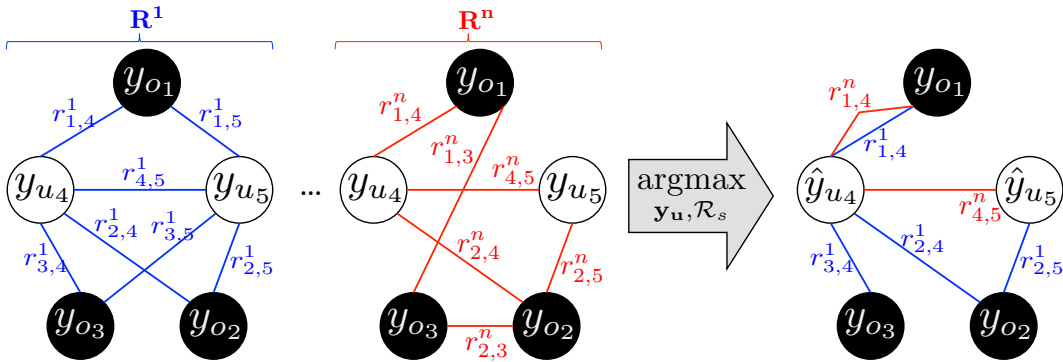 R^1
y_{o_1}
r^1_{1,4} r^1_{1,5}
y_{u_4} r^1_{4,5} y_{u_5}
r^1_{3,4} r^1_{2,4} r^1_{3,5} r^1_{2,5}
y_{o_3} y_{o_2}
...
R^n
y_{o_1}
r^n_{1,4} r^n_{1,3}
y_{u_4} r^n_{4,5} y_{u_5}
r^n_{2,4} r^n_{2,5}
y_{o_3} r^n_{2,3} y_{o_2}
argmax
y_u,\mathcal{R}_s
y_{o_1}
r^n_{1,4} r^1_{1,4}
ŷ_{u_4} r^n_{4,5} ŷ_{u_5}
r^1_{3,4} r^1_{2,4} r^1_{2,5}
y_{o_3} y_{o_2}